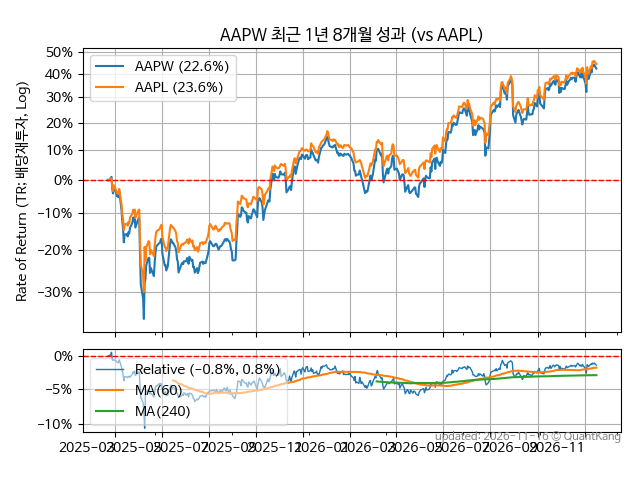 AAPW 최근 1년 8개월 성과 (vs AAPL)
Rate of Return (TR: 배당재투자, Log)
50%
40%
30%
20%
10%
0%
−10%
−20%
−30%
AAPW (22.6%)
AAPL (23.6%)
0%
−5%
−10%
Relative (−0.8%, 0.8%)
MA(60)
MA(240)
2025−03 2025−05 2025−07 2025−09 2025−11 2026−01 2026−03 2026−05 2026−07 2026−09 2026−11
updated: 2026−11−16 © QuantKang